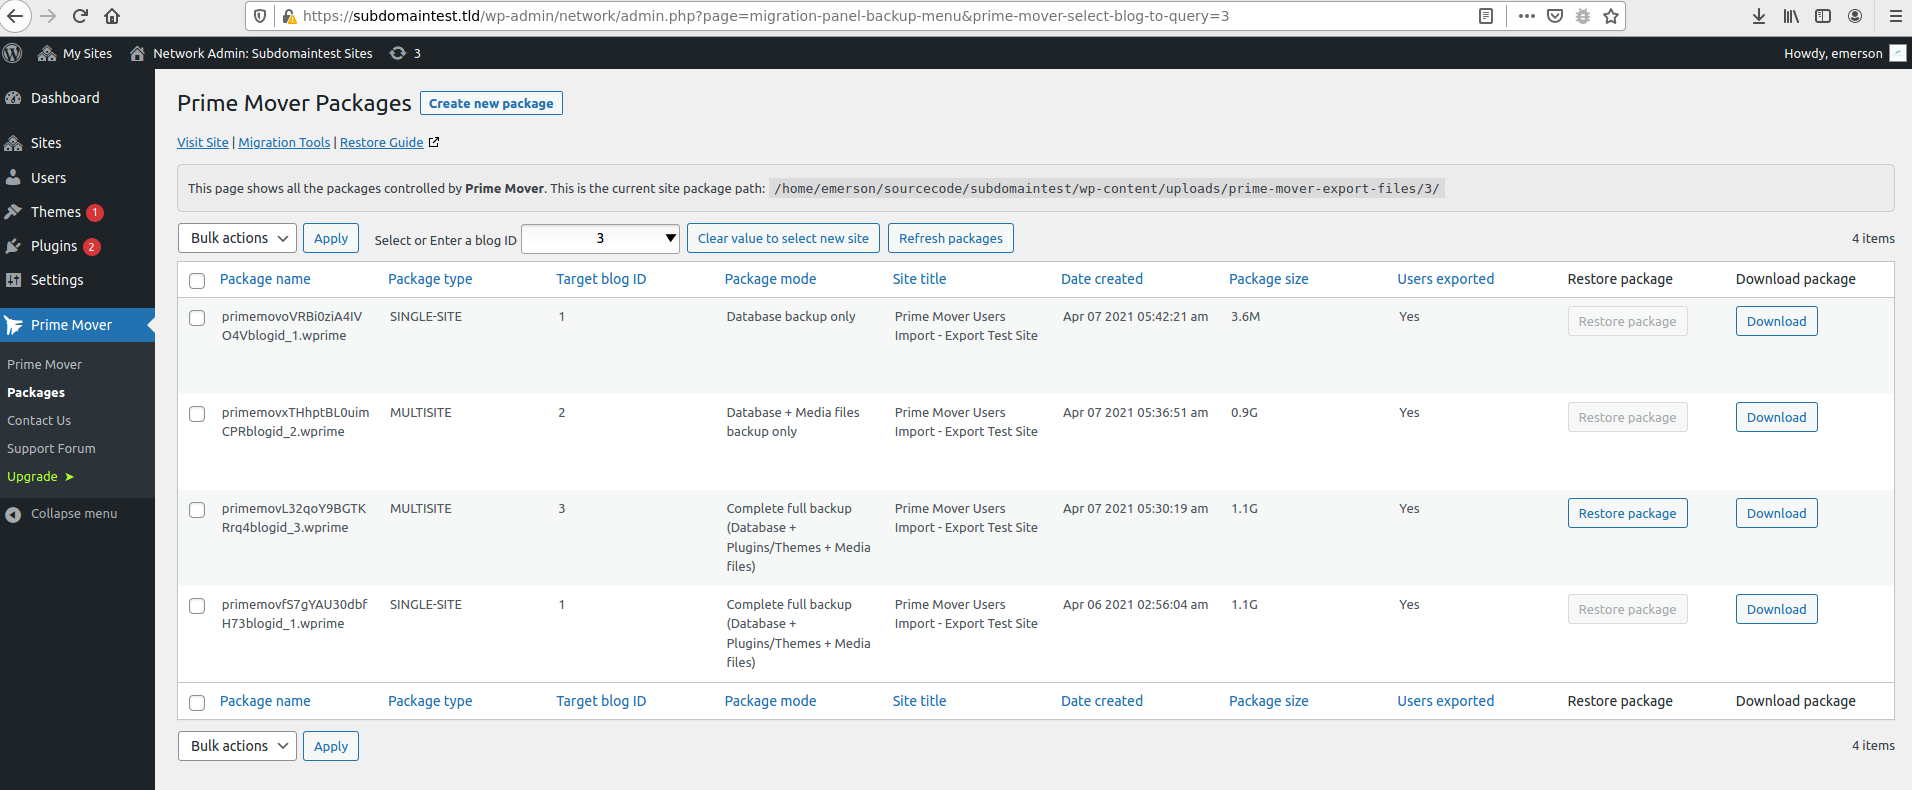 https://subdomaintest.tld/wp-admin/network/admin.php?page=migration-panel-backup-menu&prime-mover-select-blog-to-query=3
My Sites Network Admin: Subdomaintest Sites 3 Howdy, emerson
Dashboard
Sites
Users
Themes 1
Plugins 2
Settings
Prime Mover
Prime Mover
Packages
Contact Us
Support Forum
Upgrade ➤
Collapse menu
Prime Mover Packages Create new package
Visit Site | Migration Tools | Restore Guide
This page shows all the packages controlled by Prime Mover. This is the current site package path: /home/emerson/sourcecode/subdomaintest/wp-content/uploads/prime-mover-export-files/3/
Bulk actions Apply Select or Enter a blog ID 3 Clear value to select new site Refresh packages 4 items
Package name Package type Target blog ID Package mode Site title Date created Package size Users exported Restore package Download package
primemovoVRBi0ziA4IV SINGLE-SITE 1 Database backup only Prime Mover Users Apr 07 2021 05:42:21 am 3.6M Yes Restore package Download
O4Vblogid_1.wprime Import - Export Test Site
primemovxTHhptBL0uim MULTISITE 2 Database + Media files Prime Mover Users Apr 07 2021 05:36:51 am 0.9G Yes Restore package Download
CPRblogid_2.wprime backup only Import - Export Test Site
primemovL32qoY9BGTK MULTISITE 3 Complete full backup Prime Mover Users Apr 07 2021 05:30:19 am 1.1G Yes Restore package Download
Rrq4blogid_3.wprime (Database + Import - Export Test Site
Plugins/Themes + Media
files)
primemovfS7gYAU30dbf SINGLE-SITE 1 Complete full backup Prime Mover Users Apr 06 2021 02:56:04 am 1.1G Yes Restore package Download
H73blogid_1.wprime (Database + Import - Export Test Site
Plugins/Themes + Media
files)
Package name Package type Target blog ID Package mode Site title Date created Package size Users exported Restore package Download package
Bulk actions Apply 4 items